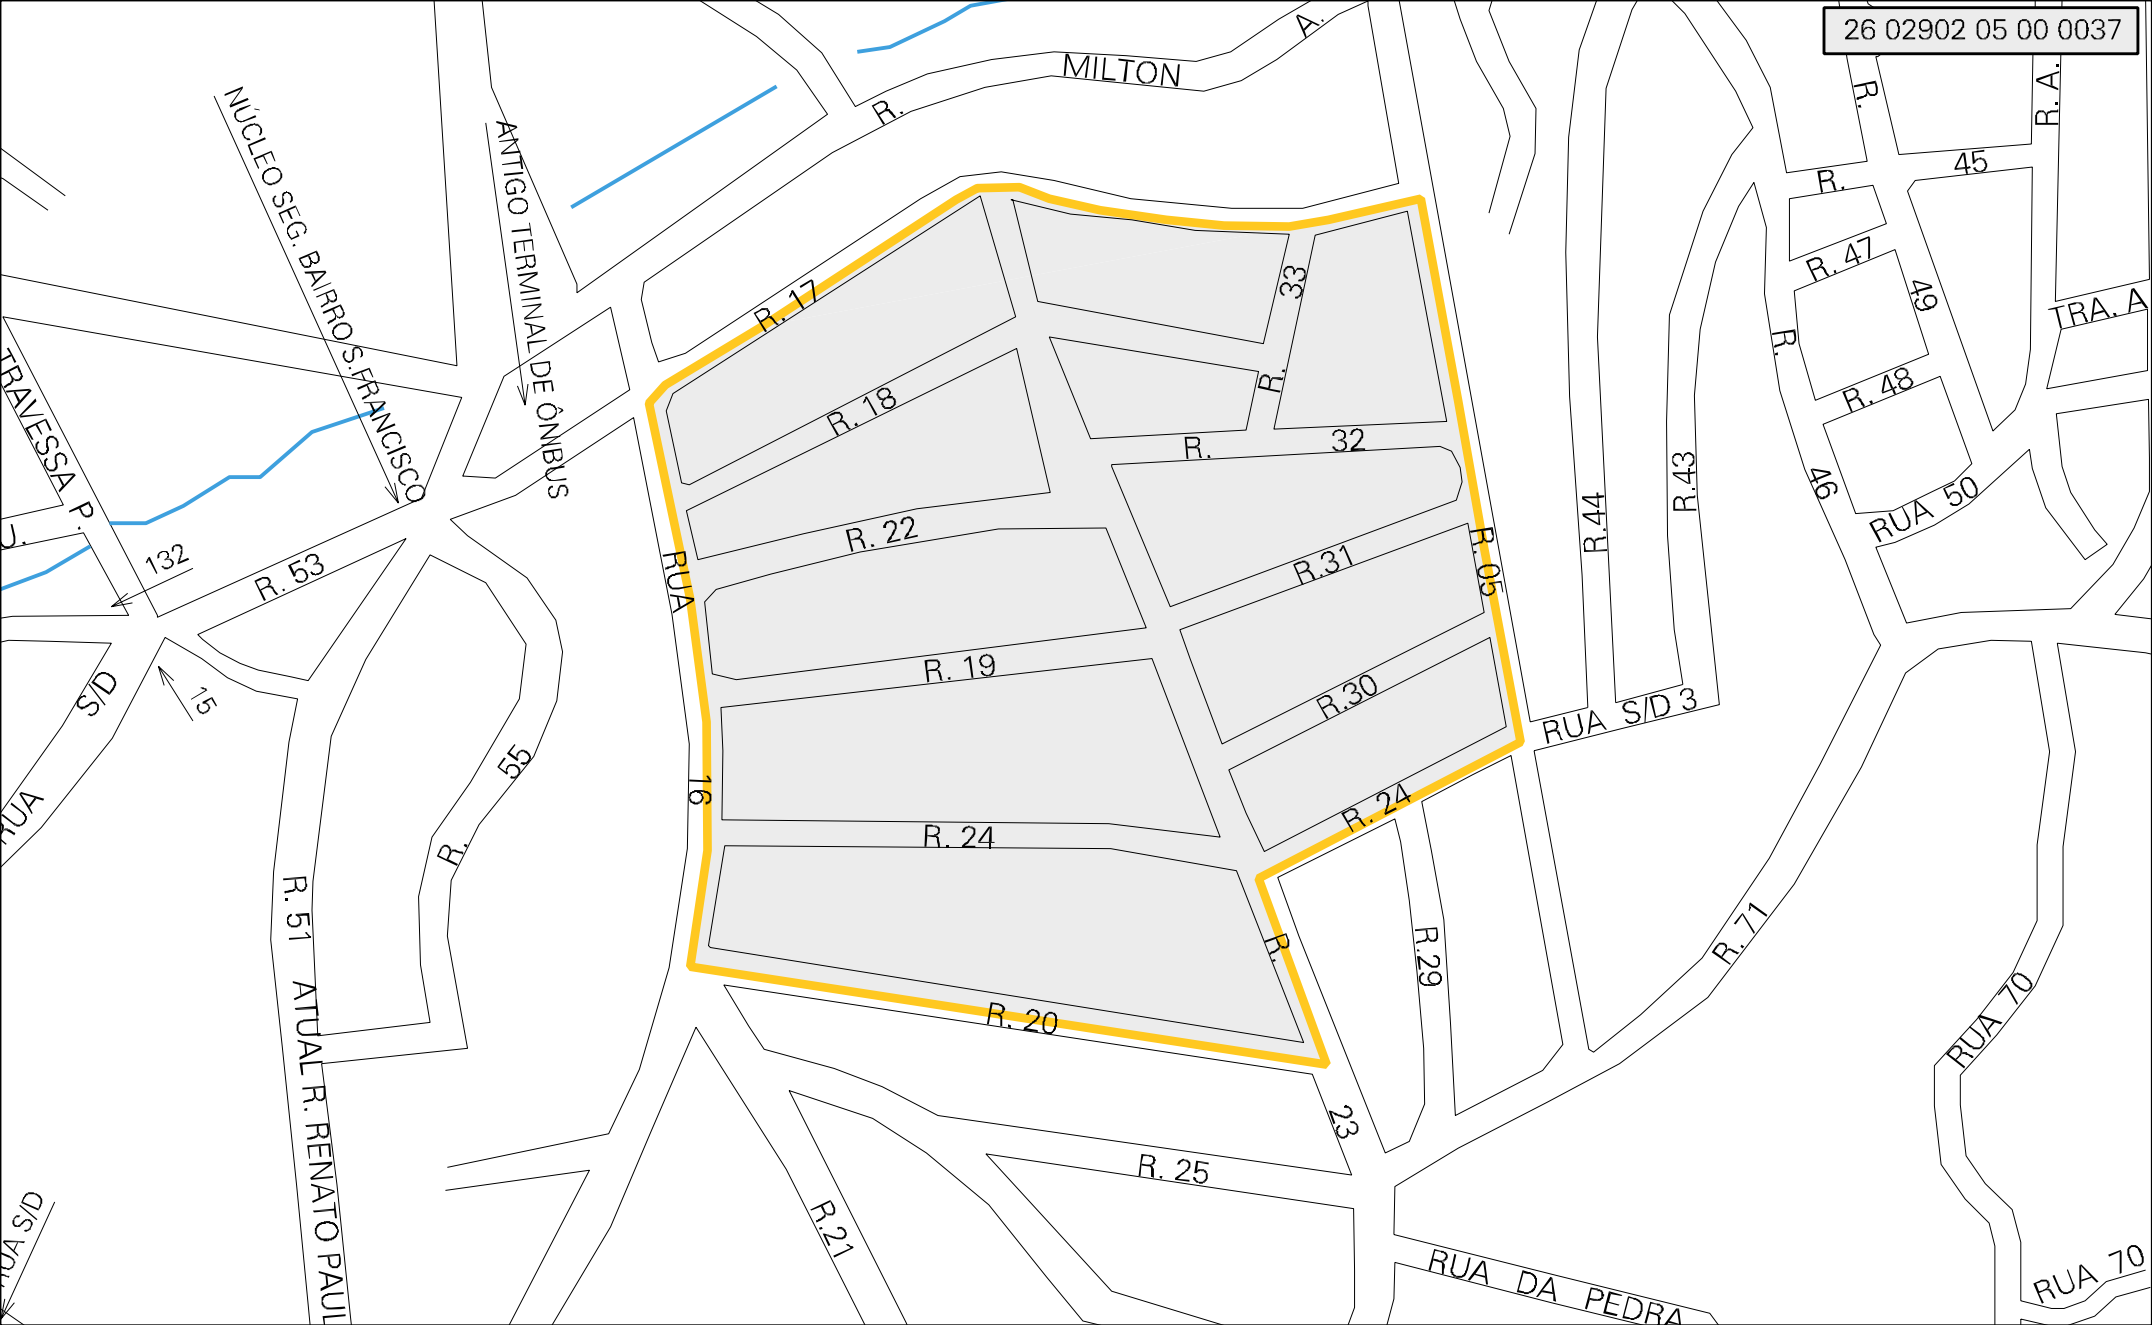 26 02902 05 00 0037
A.
MILTON
R.
R.
R. A.
45
R.
NÚCLEO SEG. BAIRRO S.FRANCISCO
ANTIGO TERMINAL DE ÔNIBUS
R. 17
33
R.
R. 47
49
TRA. A
R.
R. 48
46
RUA 50
TRAVESSA P.
R. 18
R.
32
R.43
R.44
R. 22
R.31
R. 05
U.
132
R. 53
RUA
16
R. 19
R.30
RUA S/D 3
S/D
RUA
15
55
R.
R. 24
R. 24
R. 51 ATUAL R. RENATO PAUL
R.
R.29
R. 71
R. 20
RUA 70
23
R. 25
R.21
RUA S/D
RUA DA PEDRA
RUA 70